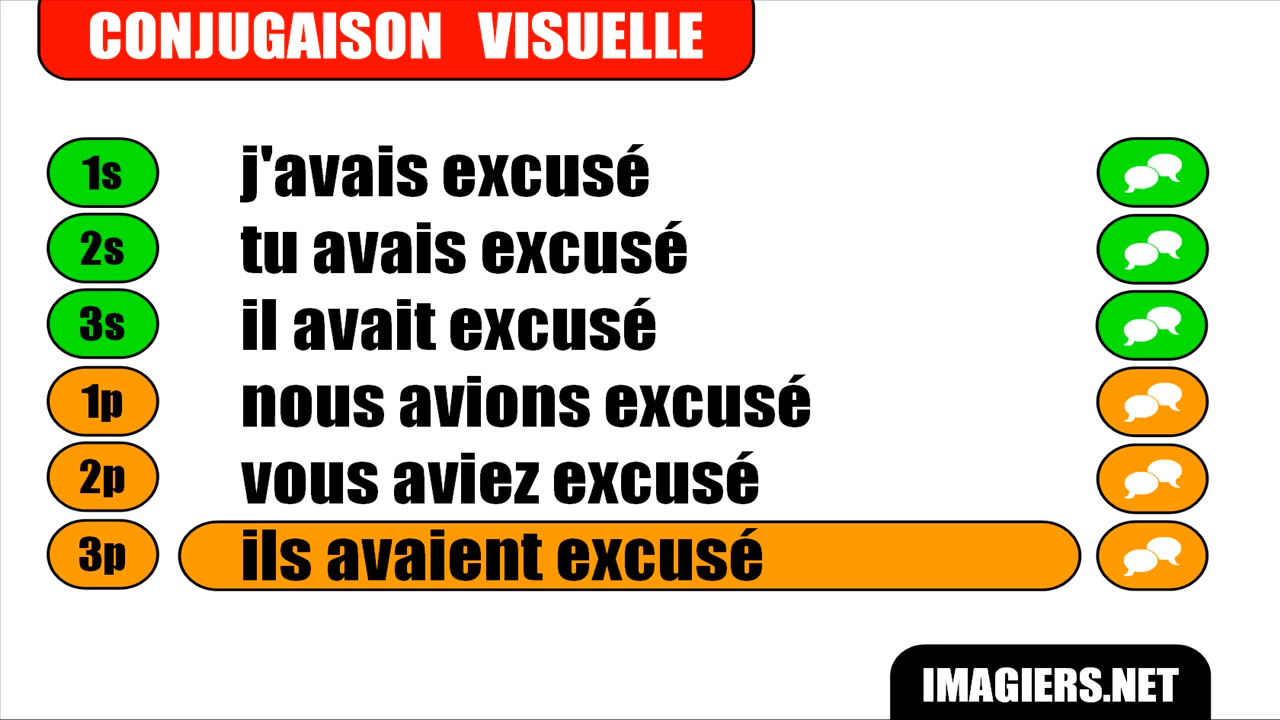 CONJUGAISON VISUELLE
1s j'avais excusé
2s tu avais excusé
3s il avait excusé
1p nous avions excusé
2p vous aviez excusé
3p ils avaient excusé
IMAGIERS.NET